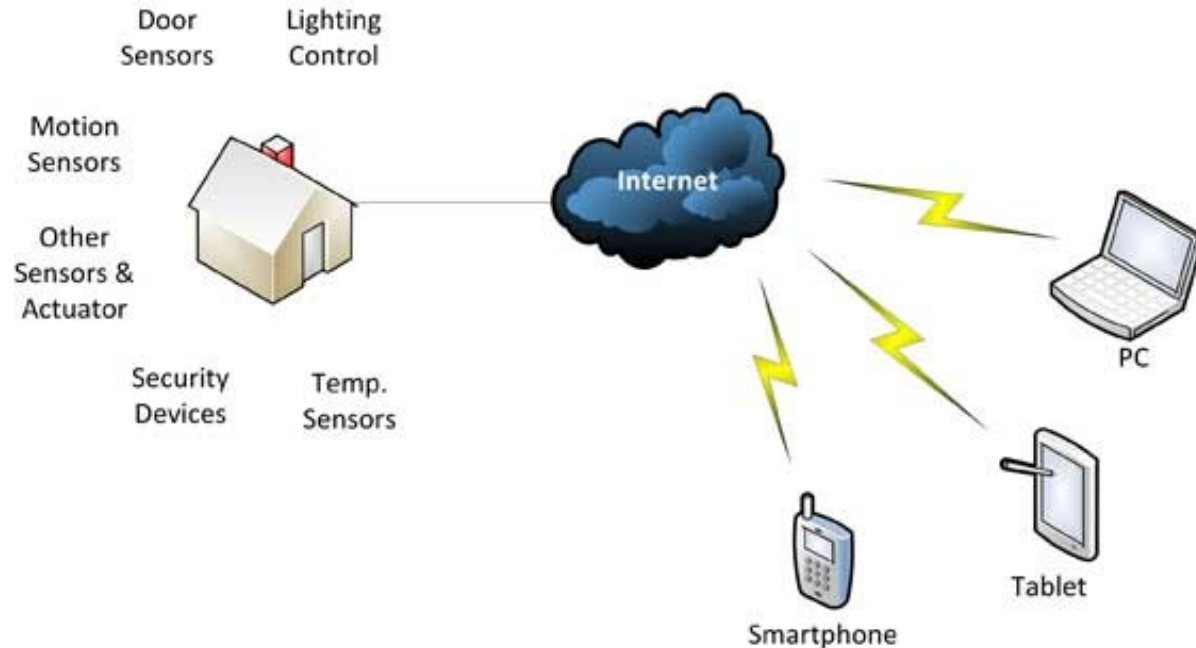 Door
Sensors
Lighting
Control
Motion
Sensors
Internet
Other
Sensors &
Actuator
PC
Security
Devices
Temp.
Sensors
Tablet
Smartphone